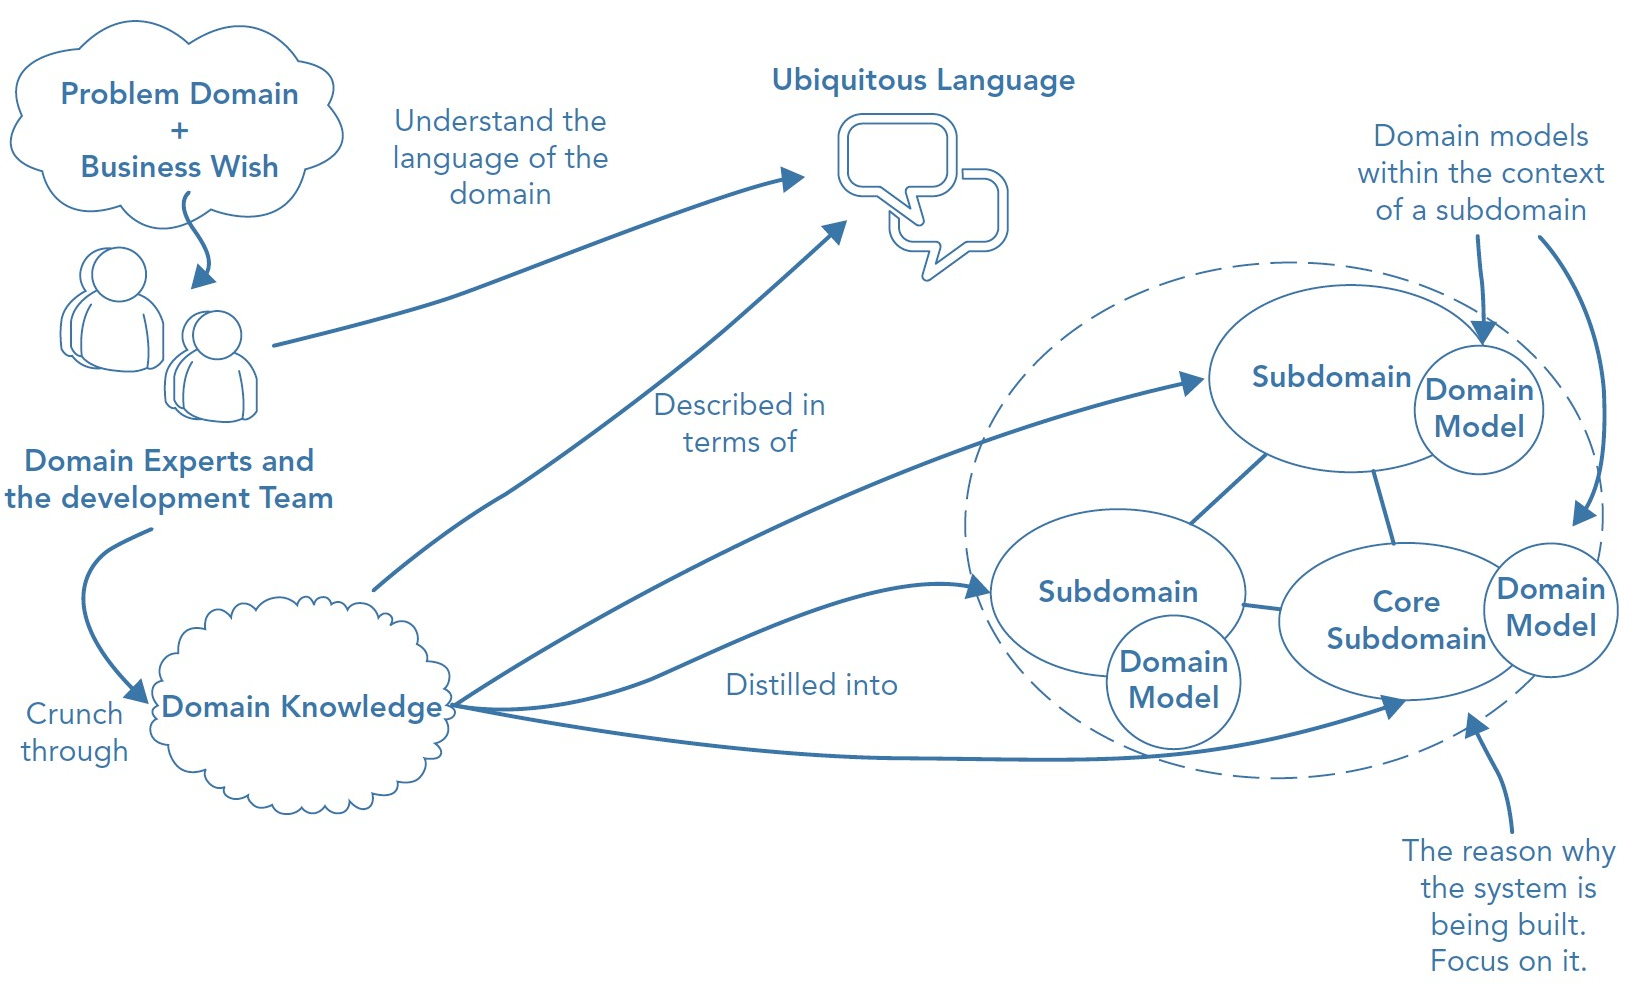 Problem Domain
+
Business Wish
Understand the
language of the
domain
Ubiquitous Language
Domain models
within the context
of a subdomain
Domain Experts and
the development Team
Described in
terms of
Subdomain
Domain
Model
Subdomain
Domain
Model
Core
Subdomain
Domain
Model
Crunch
through
Domain Knowledge
Distilled into
The reason why
the system is
being built.
Focus on it.